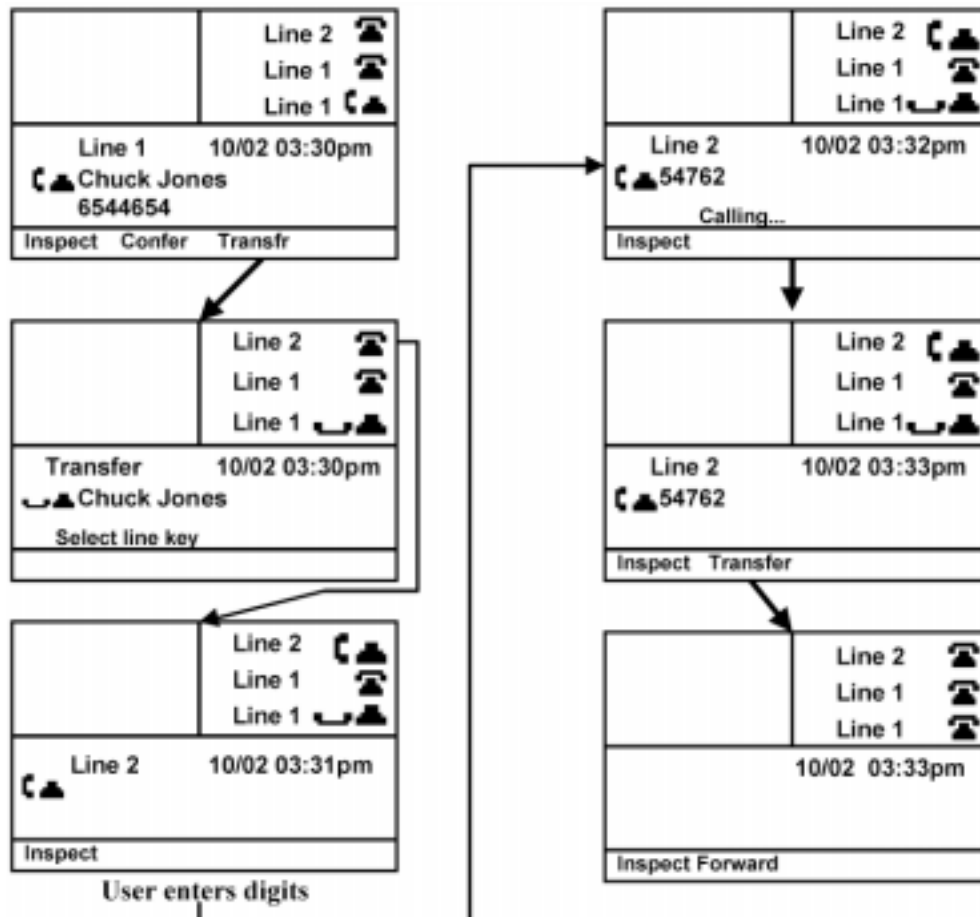 Line 2
Line 1
Line 1
Line 1 10/02 03:30pm
Chuck Jones
6544654
Inspect Confer Transfr
Line 2
Line 1
Line 1
Transfer 10/02 03:30pm
Chuck Jones
Select line key
Line 2
Line 1
Line 1
Line 2 10/02 03:31pm
Inspect
User enters digits
Line 2
Line 1
Line 1
Line 2 10/02 03:32pm
54762
Calling...
Inspect
Line 2
Line 1
Line 1
Line 2 10/02 03:33pm
54762
Inspect Transfer
Line 2
Line 1
Line 1
10/02 03:33pm
Inspect Forward